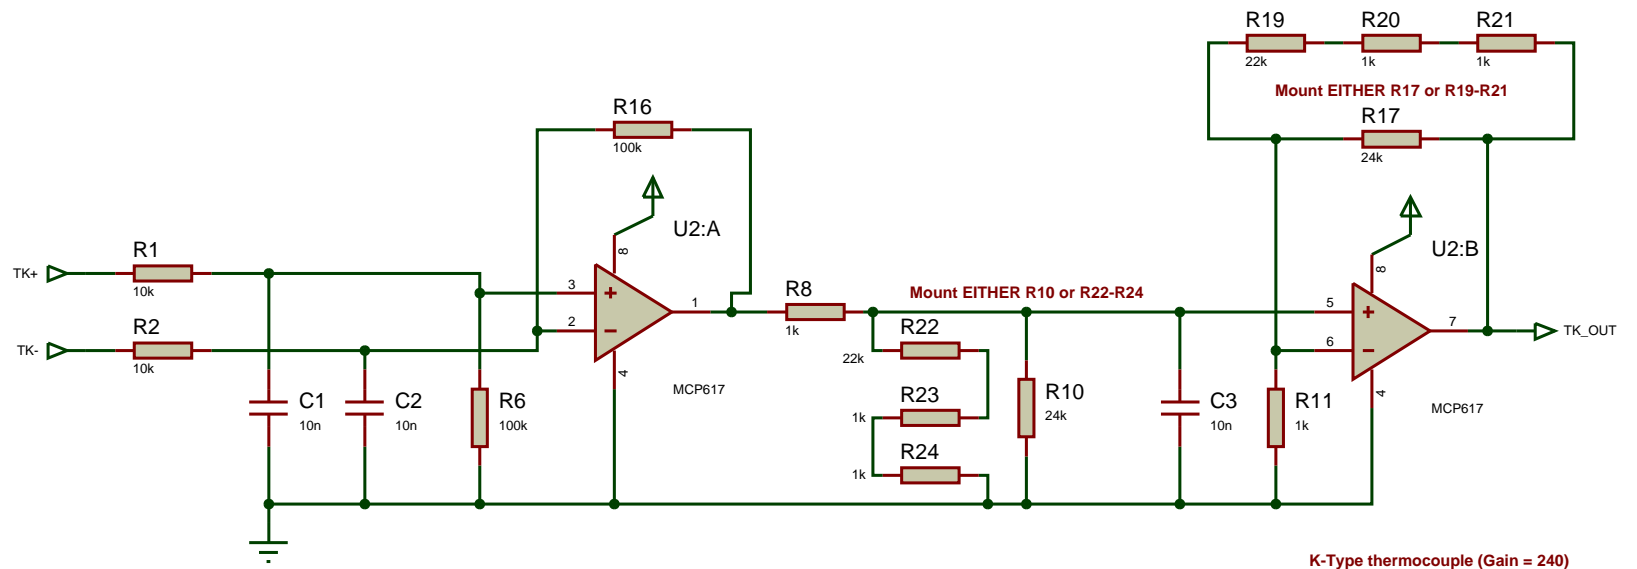 R19
22k
R20
1k
R21
1k
Mount EITHER R17 or R19-R21
R17
24k
R16
100k
U2:A
8
3
2
1
4
MCP617
TK+
R1
10k
TK-
R2
10k
C1
10n
C2
10n
R6
100k
R8
1k
Mount EITHER R10 or R22-R24
R22
22k
R23
1k
R24
1k
R10
24k
C3
10n
R11
1k
U2:B
8
5
6
7
4
MCP617
TK_OUT
K-Type thermocouple (Gain = 240)